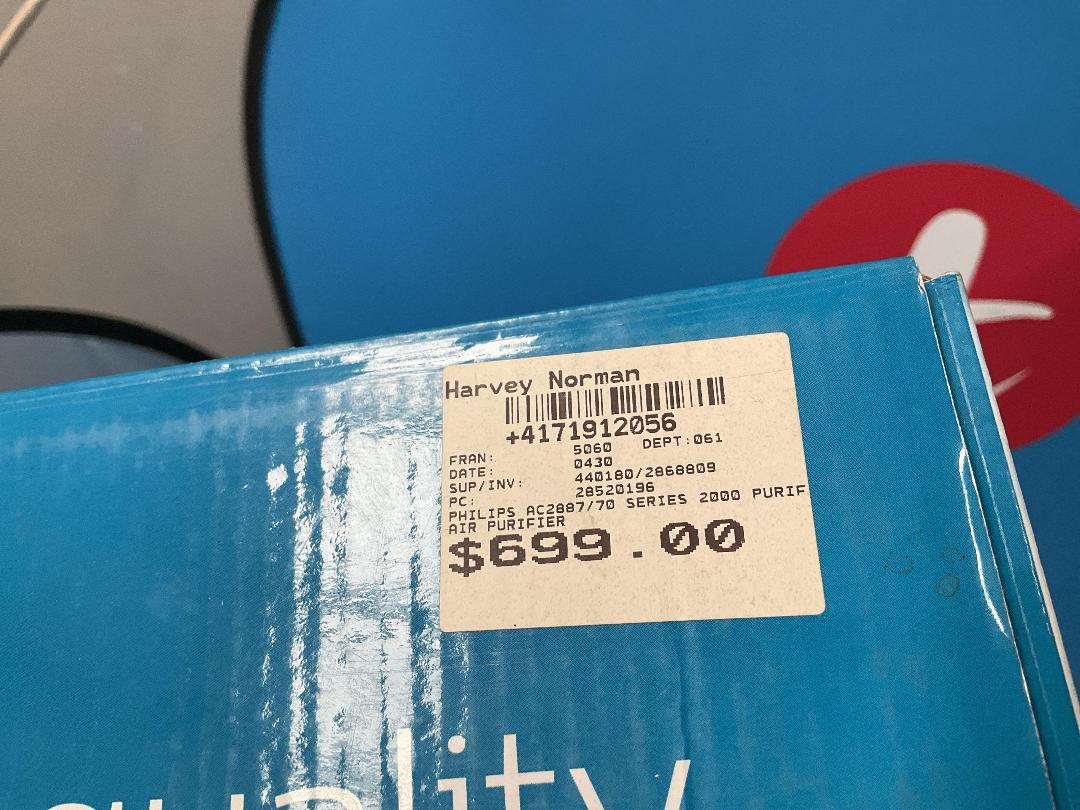 Harvey Norman
+4171912056
FRAN: 5060 DEPT:061
DATE: 0430
SUP/INV: 440180/2868809
PC: 28520196
PHILIPS AC2887/70 SERIES 2000 PURIF
AIR PURIFIER
$699.00
quality